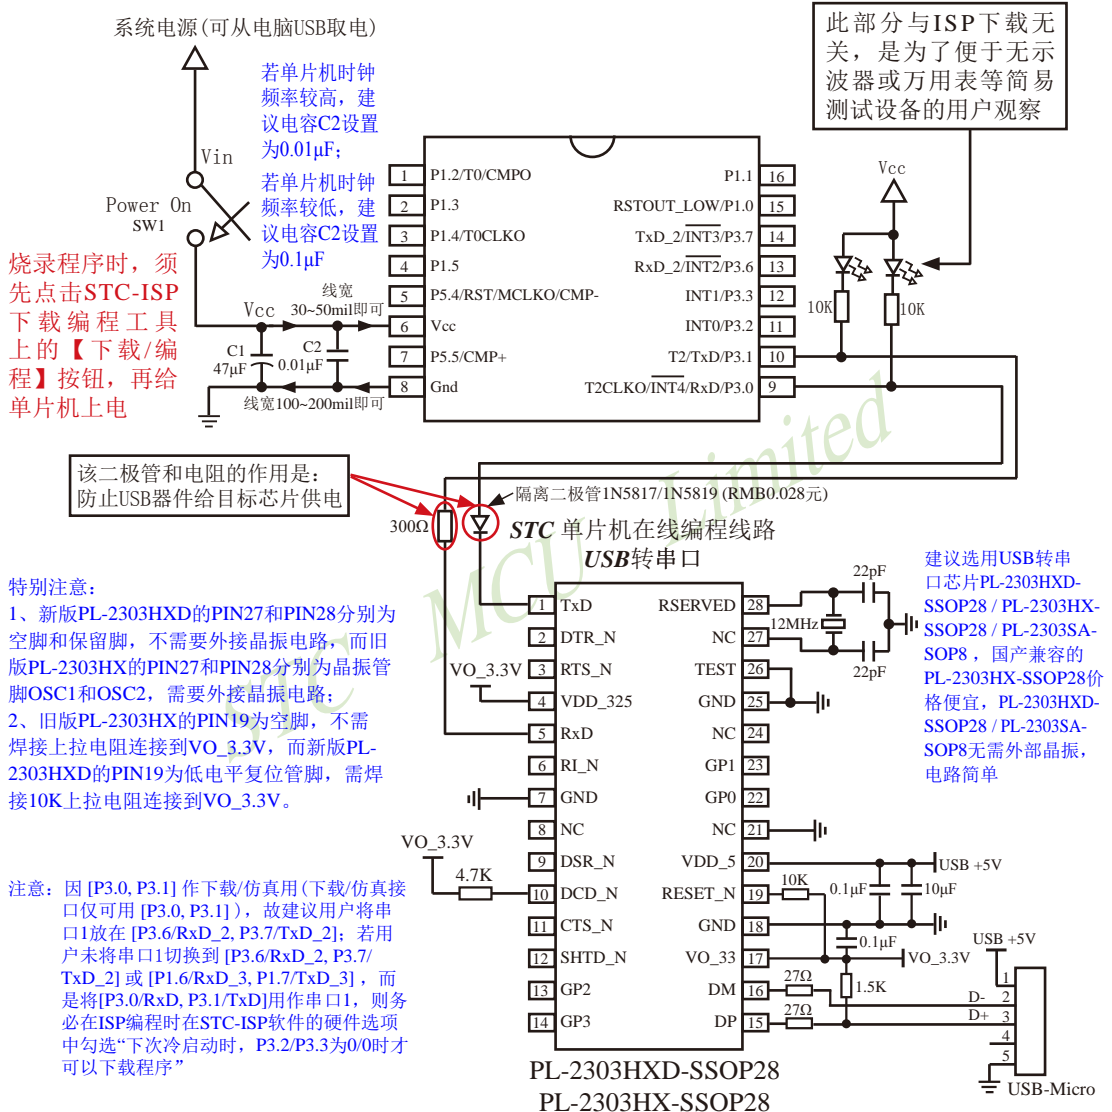 系统电源(可从电脑USB取电)
此部分与ISP下载无
关，是为了便于无示
波器或万用表等简易
测试设备的用户观察
若单片机时钟
频率较高，建
议电容C2设置
为0.01μF；
若单片机时钟
频率较低，建
议电容C2设置
为0.1μF
Vin
Power On
SW1
烧录程序时，须
先点击STC-ISP
下载编程工具
上的【下载/编
程】按钮，再给
单片机上电
Vcc
线宽
30~50mil即可
C1
47μF
C2
0.01μF
线宽100~200mil即可
1 P1.2/T0/CMPO
2 P1.3
3 P1.4/T0CLKO
4 P1.5
5 P5.4/RST/MCLKO/CMP-
6 Vcc
7 P5.5/CMP+
8 Gnd
P1.1 16
RSTOUT_LOW/P1.0 15
TxD_2/INT3/P3.7 14
RxD_2/INT2/P3.6 13
INT1/P3.3 12
INT0/P3.2 11
T2/TxD/P3.1 10
T2CLKO/INT4/RxD/P3.0 9
Vcc
10K
10K
该二极管和电阻的作用是：
防止USB器件给目标芯片供电
300Ω
隔离二极管1N5817/1N5819 (RMB0.028元)
STC 单片机在线编程线路
USB转串口
STC MCU Limited
特别注意：
1、新版PL-2303HXD的PIN27和PIN28分别为
空脚和保留脚，不需要外接晶振电路，而旧
版PL-2303HX的PIN27和PIN28分别为晶振管
脚OSC1和OSC2，需要外接晶振电路；
2、旧版PL-2303HX的PIN19为空脚，不需
焊接上拉电阻连接到VO_3.3V，而新版PL-
2303HXD的PIN19为低电平复位管脚，需焊
接10K上拉电阻连接到VO_3.3V。
VO_3.3V
VO_3.3V
4.7K
1 TxD
2 DTR_N
3 RTS_N
4 VDD_325
5 RxD
6 RI_N
7 GND
8 NC
9 DSR_N
10 DCD_N
11 CTS_N
12 SHTD_N
13 GP2
14 GP3
RSERVED 28
NC 27
TEST 26
GND 25
NC 24
GP1 23
GP0 22
NC 21
VDD_5 20
RESET_N 19
GND 18
VO_33 17
DM 16
DP 15
22pF
12MHz
22pF
建议选用USB转串
口芯片PL-2303HXD-
SSOP28 / PL-2303HX-
SSOP28 / PL-2303SA-
SOP8 ，国产兼容的
PL-2303HX-SSOP28价
格便宜，PL-2303HXD-
SSOP28 / PL-2303SA-
SOP8无需外部晶振，
电路简单
USB +5V
10K
0.1μF
10μF
0.1μF
VO_3.3V
27Ω
1.5K
27Ω
USB +5V
D-
D+
1
2
3
4
5
USB-Micro
注意：因 [P3.0, P3.1] 作下载/仿真用(下载/仿真接
口仅可用 [P3.0, P3.1] )，故建议用户将串
口1放在 [P3.6/RxD_2, P3.7/TxD_2]；若用
户未将串口1切换到 [P3.6/RxD_2, P3.7/
TxD_2] 或 [P1.6/RxD_3, P1.7/TxD_3] ，而
是将[P3.0/RxD, P3.1/TxD]用作串口1，则务
必在ISP编程时在STC-ISP软件的硬件选项
中勾选“下次冷启动时，P3.2/P3.3为0/0时才
可以下载程序”
PL-2303HXD-SSOP28
PL-2303HX-SSOP28